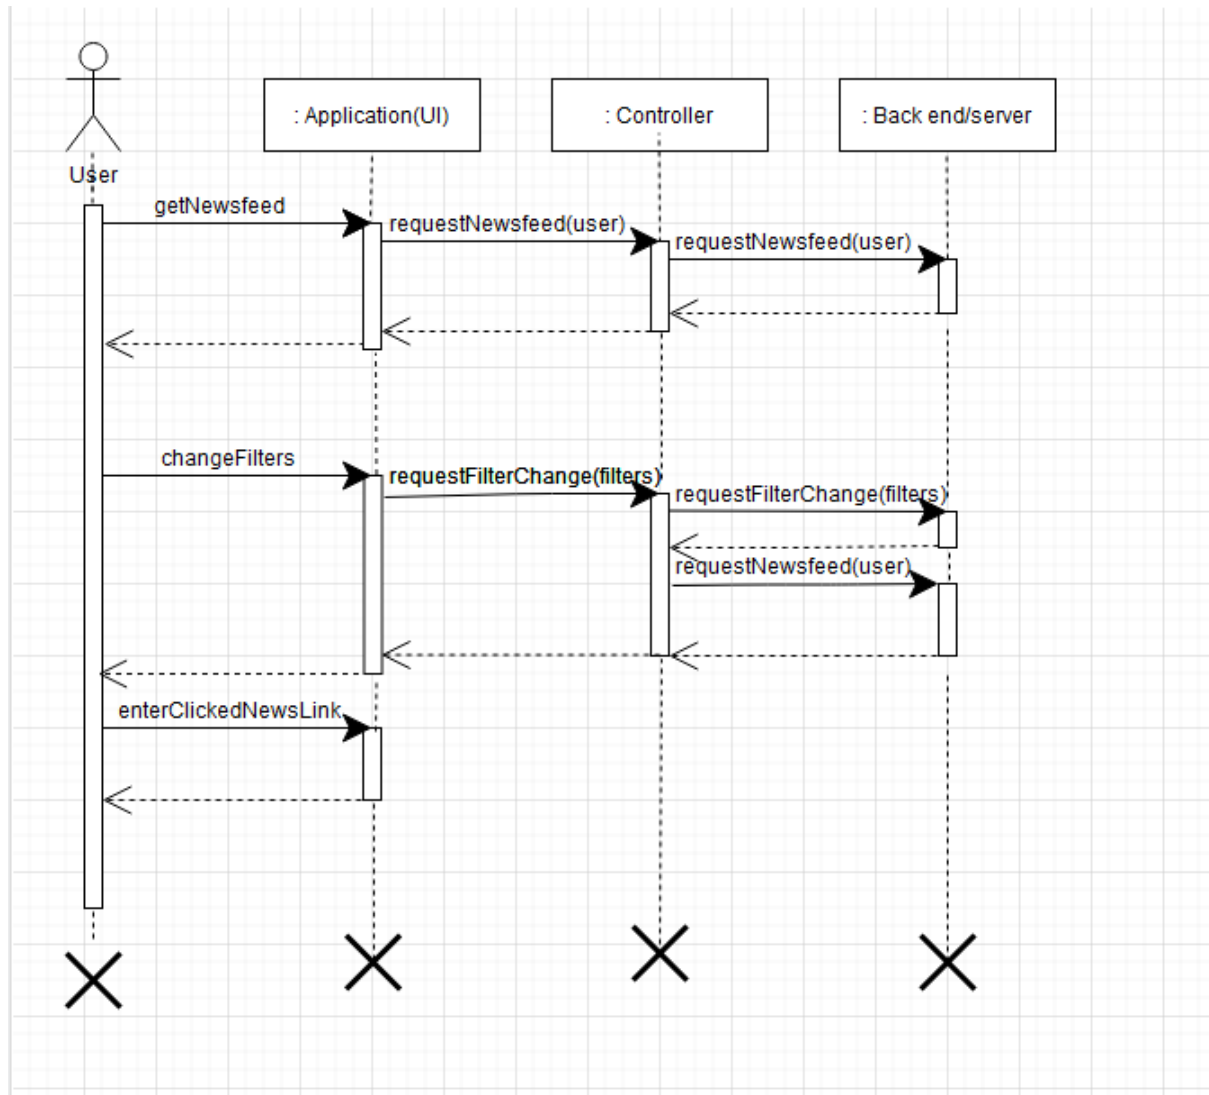 : Application(UI)
: Controller
: Back end/server
User
getNewsfeed
requestNewsfeed(user)
requestNewsfeed(user)
changeFilters
requestFilterChange(filters)
requestFilterChange(filters)
requestNewsfeed(user)
enterClickedNewsLink